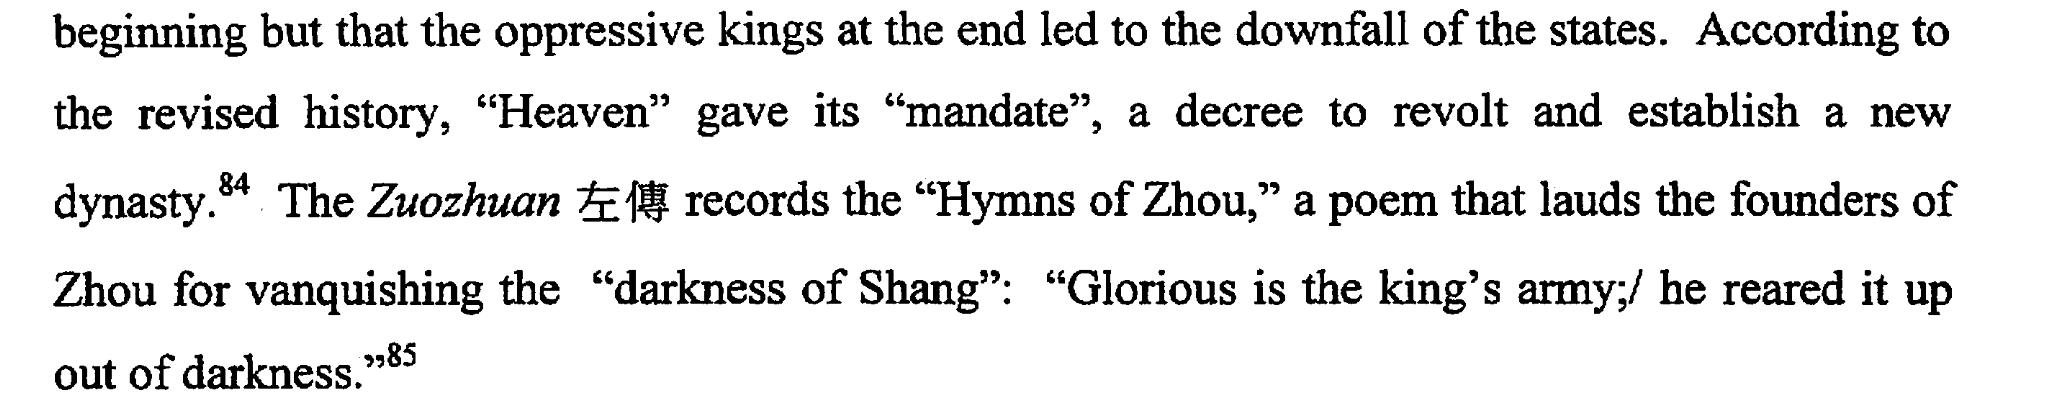 beginning but that the oppressive kings at the end led to the downfall of the states. According to
the revised history, “Heaven” gave its “mandate”, a decree to revolt and establish a new
dynasty.84 The Zuozhuan 左傳 records the “Hymns of Zhou,” a poem that lauds the founders of
Zhou for vanquishing the “darkness of Shang”: “Glorious is the king’s army;/ he reared it up
out of darkness.”85